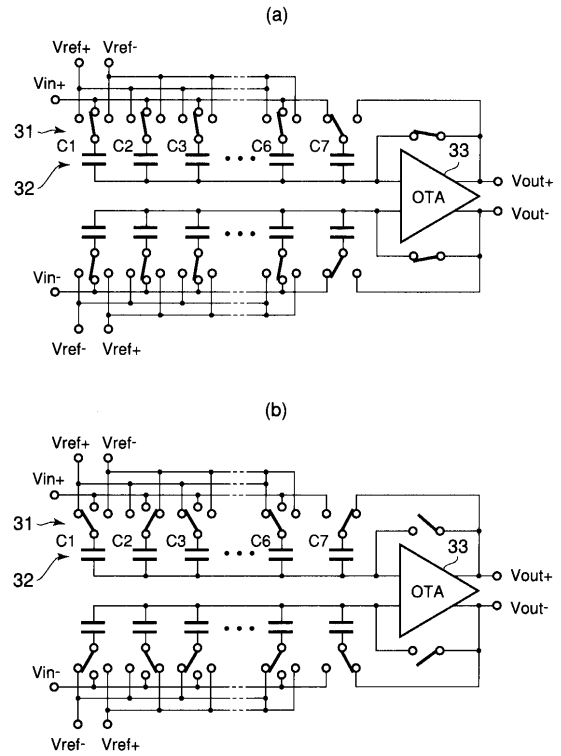 (a)
Vref+ Vref-
Vin+
31
C1 C2 C3 C6 C7
32
33
OTA
Vout+
Vout-
Vin-
Vref- Vref+
(b)
Vref+ Vref-
Vin+
31
C1 C2 C3 C6 C7
32
33
OTA
Vout+
Vout-
Vin-
Vref- Vref+